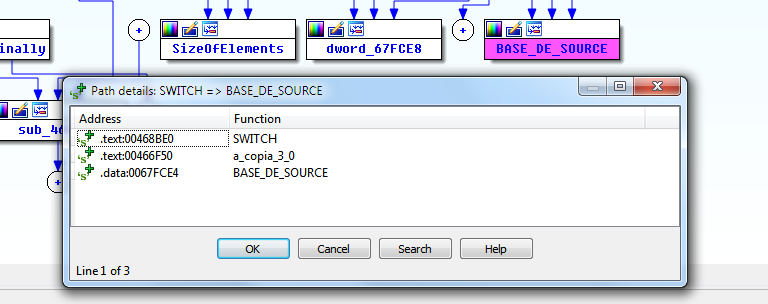 inally
SizeOfElements
dword_67FCE8
BASE_DE_SOURCE
sub_46
Path details: SWITCH => BASE_DE_SOURCE
Address Function
.text:00468BE0 SWITCH
.text:00466F50 a_copia_3_0
.data:0067FCE4 BASE_DE_SOURCE
OK Cancel Search Help
Line 1 of 3